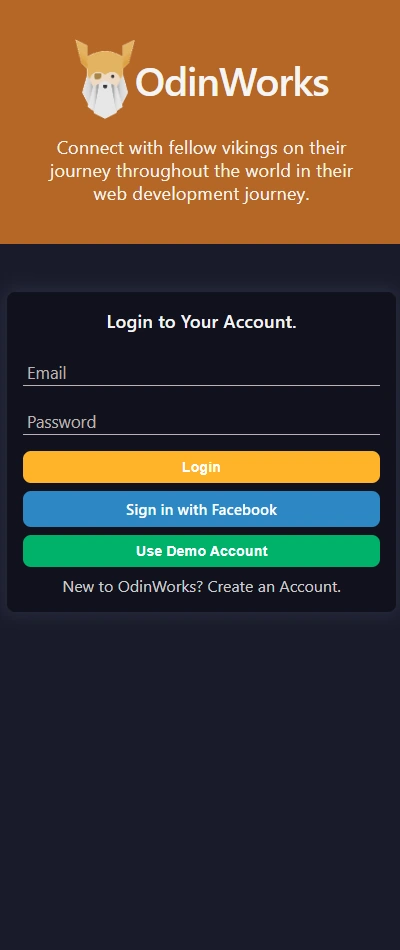 OdinWorks
Connect with fellow vikings on their
journey throughout the world in their
web development journey.
Login to Your Account.
Email
Password
Login
Sign in with Facebook
Use Demo Account
New to OdinWorks? Create an Account.